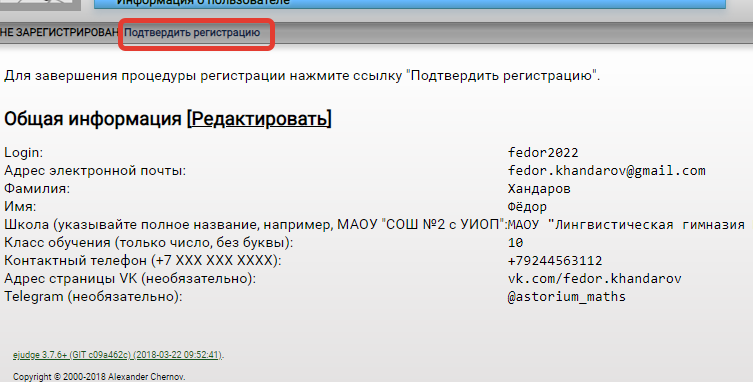 Информация о пользователе
НЕ ЗАРЕГИСТРИРОВАН Подтвердить регистрацию
Для завершения процедуры регистрации нажмите ссылку "Подтвердить регистрацию".
Общая информация [Редактировать]
Login: fedor2022
Адрес электронной почты: fedor.khandarov@gmail.com
Фамилия: Хандаров
Имя: Фёдор
Школа (указывайте полное название, например, МАОУ "СОШ №2 с УИОП": МАОУ "Лингвистическая гимназия
Класс обучения (только число, без буквы): 10
Контактный телефон (+7 XXX XXX XXXX): +79244563112
Адрес страницы VK (необязательно): vk.com/fedor.khandarov
Telegram (необязательно): @astorium_maths
ejudge 3.7.6+ (GIT c09a462c) (2018-03-22 09:52:41).
Copyright © 2000-2018 Alexander Chernov.